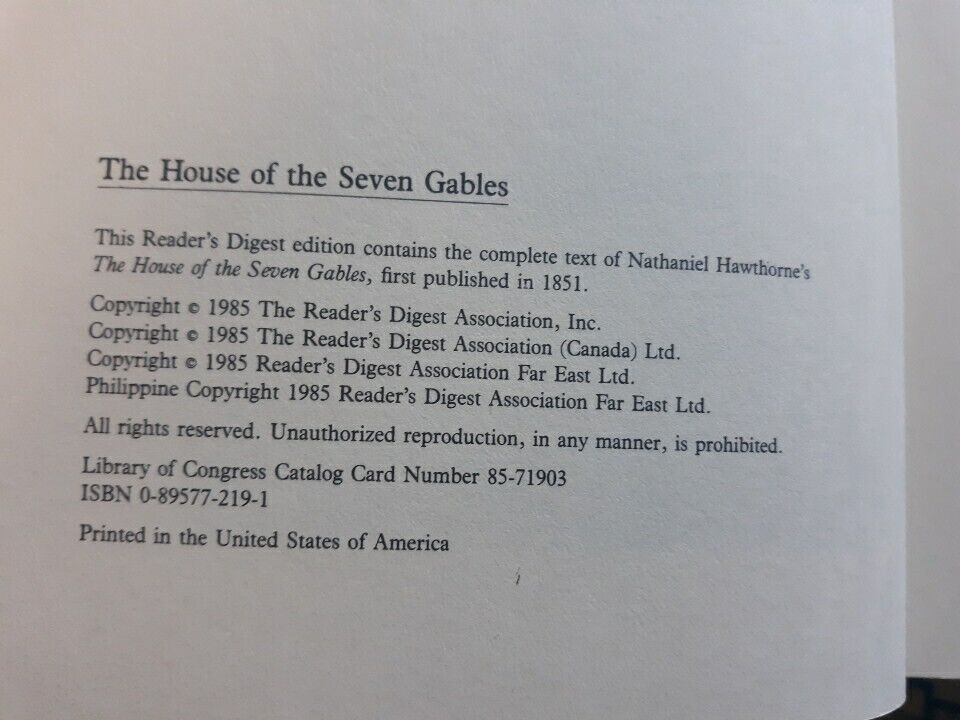 The House of the Seven Gables
This Reader's Digest edition contains the complete text of Nathaniel Hawthorne's
The House of the Seven Gables, first published in 1851.
Copyright © 1985 The Reader's Digest Association, Inc.
Copyright © 1985 The Reader's Digest Association (Canada) Ltd.
Copyright © 1985 Reader's Digest Association Far East Ltd.
Philippine Copyright 1985 Reader's Digest Association Far East Ltd.
All rights reserved. Unauthorized reproduction, in any manner, is prohibited.
Library of Congress Catalog Card Number 85-71903
ISBN 0-89577-219-1
Printed in the United States of America